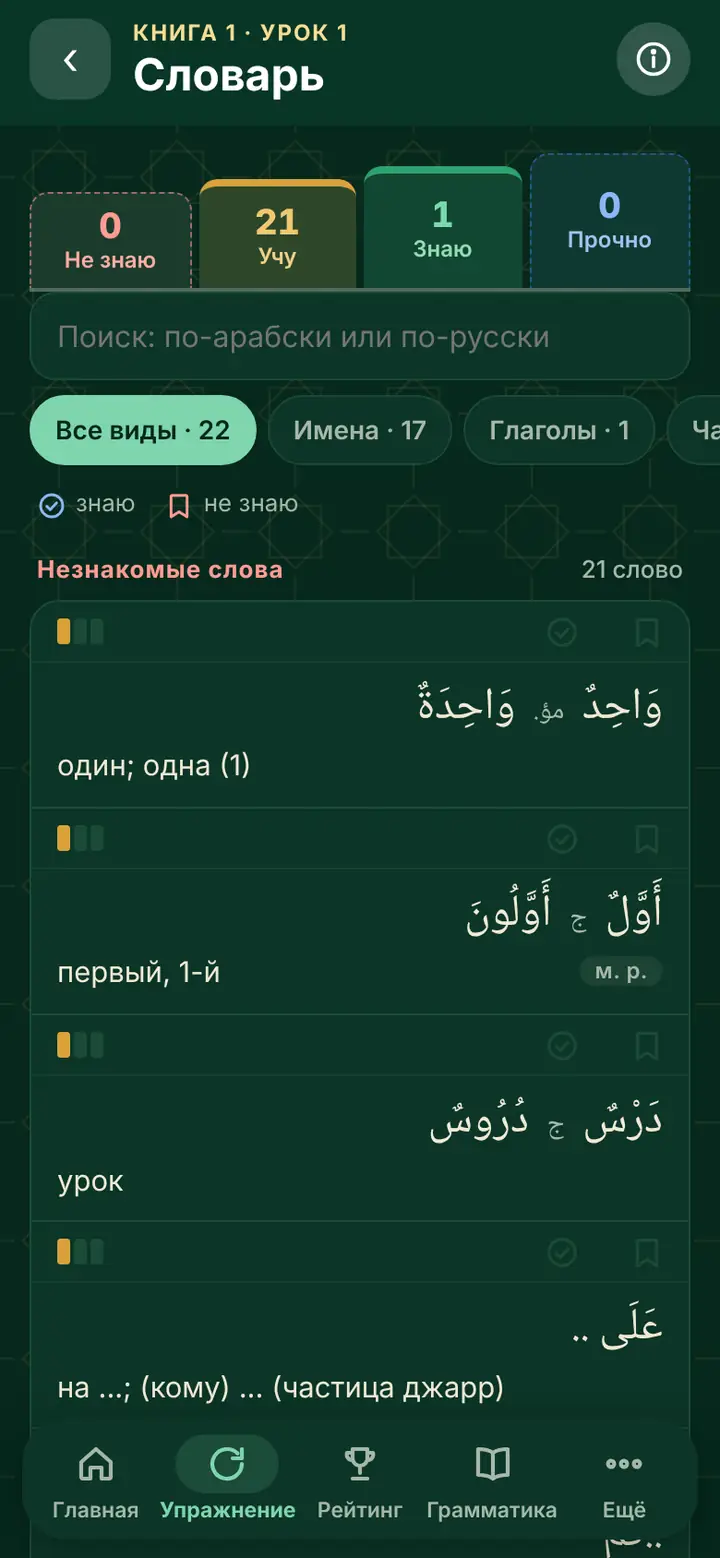 КНИГА 1 · УРОК 1
Словарь
0
Не знаю
21
Учу
1
Знаю
0
Прочно
Поиск: по-арабски или по-русски
Все виды · 22
Имена · 17
Глаголы · 1
знаю
не знаю
Незнакомые слова
21 слово
وَاحِدٌ مؤ. وَاحِدَةٌ
один; одна (1)
أَوَّلٌ ج أَوَّلُونَ
первый, 1-й
м. р.
دَرْسٌ ج دُرُوسٌ
урок
عَلَى ..
на ...; (кому) ... (частица джарр)
Главная
Упражнение
Рейтинг
Грамматика
Ещё